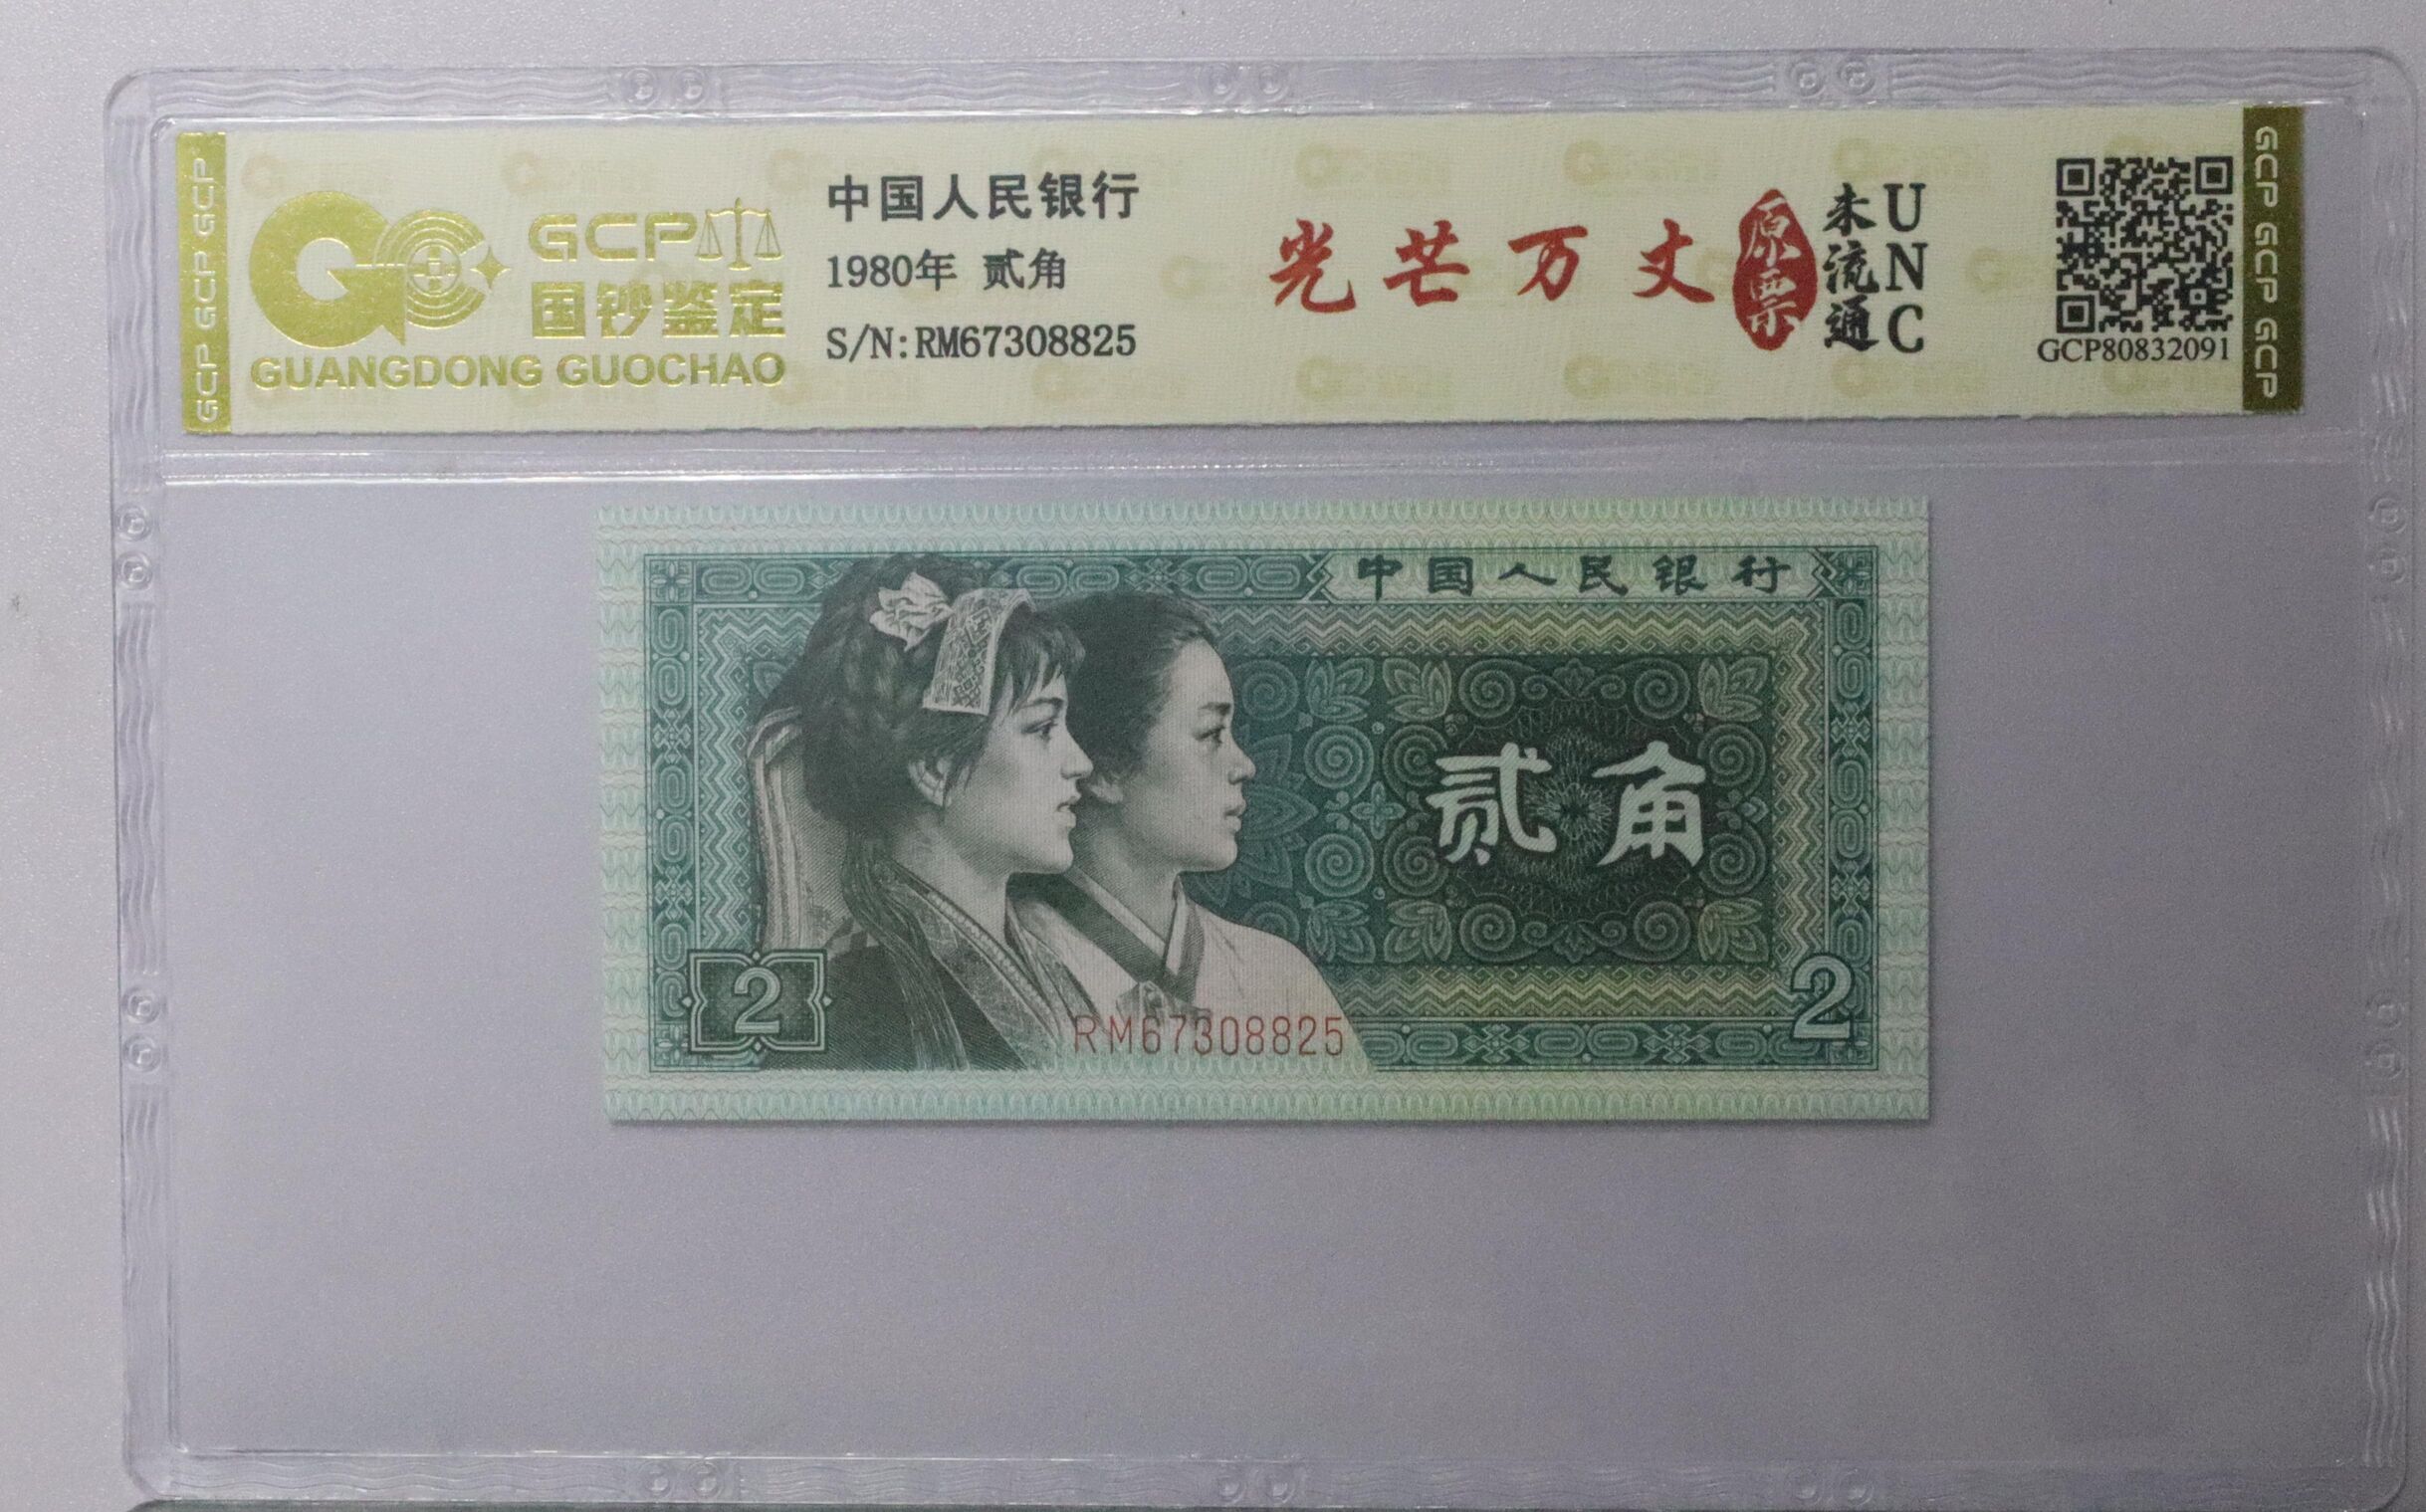 GCP GCP GCP
GCP
国钞鉴定
GUANGDONG GUOCHAO
中国人民银行
1980年 贰角
S/N:RM67308825
光芒万丈
原票
未流通
UNC
GCP80832091
GCP GCP GCP
中国人民银行
贰角
2
RM67308825
2